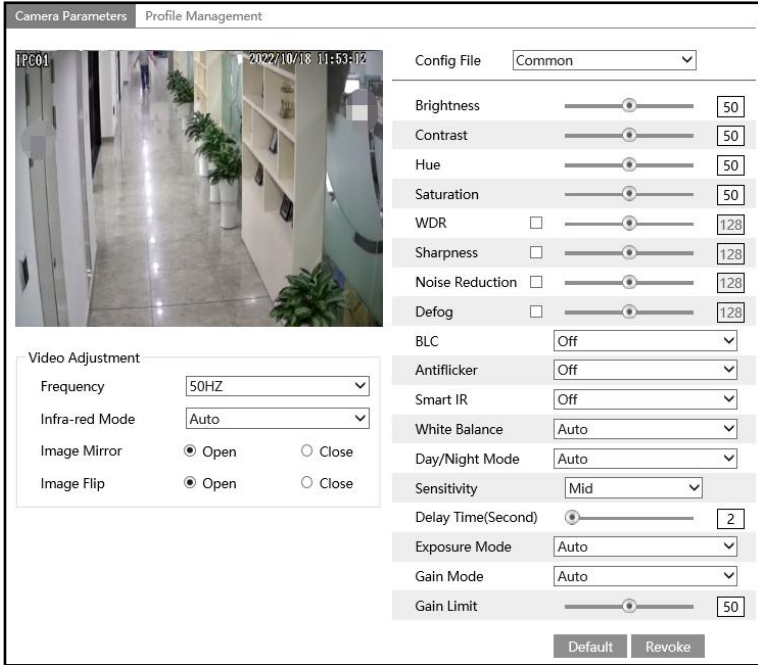 Camera Parameters Profile Management
IPC01 2022/10/18 11:53:12
Video Adjustment
Frequency 50HZ
Infra-red Mode Auto
Image Mirror Open Close
Image Flip Open Close
Config File Common
Brightness 50
Contrast 50
Hue 50
Saturation 50
WDR 128
Sharpness 128
Noise Reduction 128
Defog 128
BLC Off
Antiflicker Off
Smart IR Off
White Balance Auto
Day/Night Mode Auto
Sensitivity Mid
Delay Time(Second) 2
Exposure Mode Auto
Gain Mode Auto
Gain Limit 50
Default Revoke